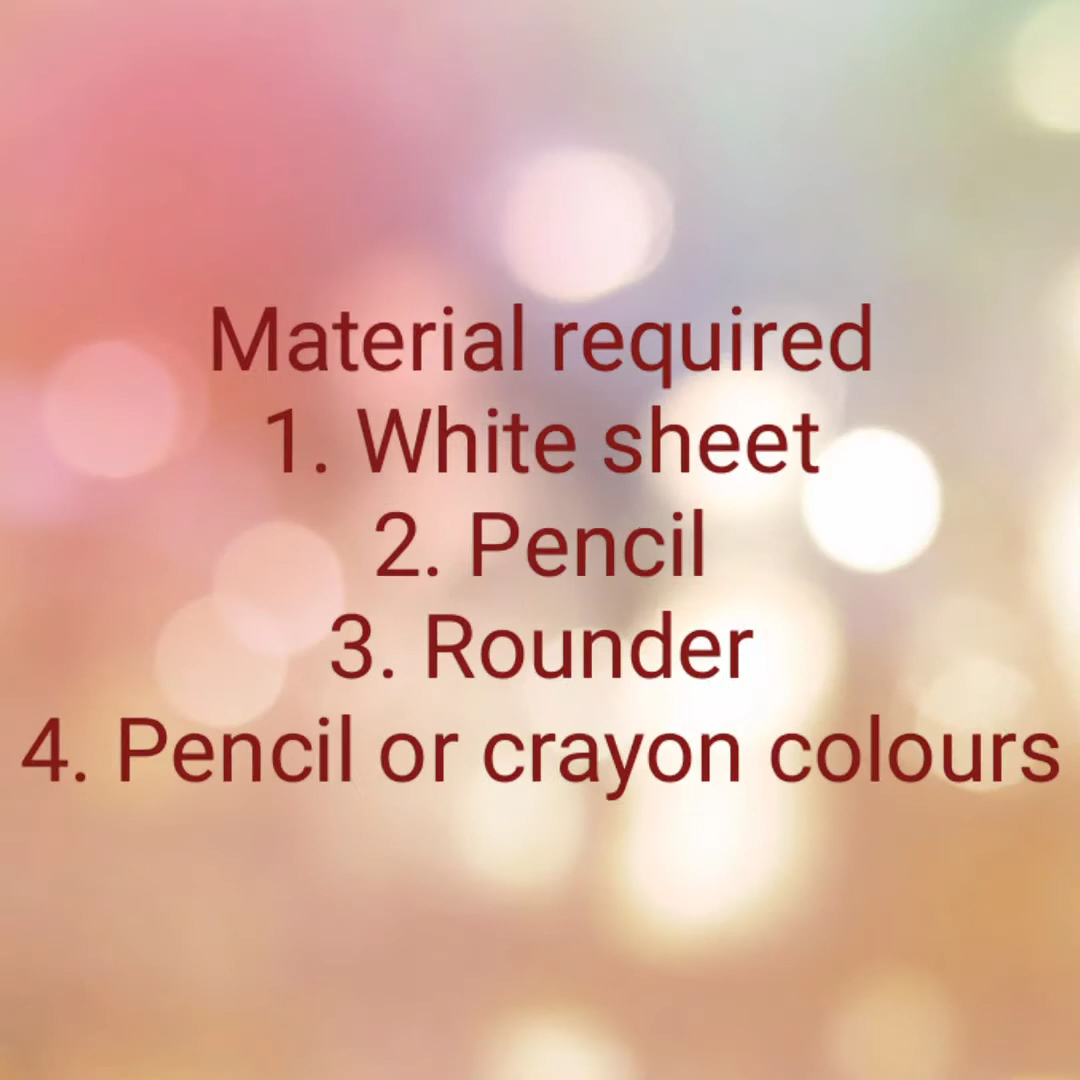 Material required
1. White sheet
2. Pencil
3. Rounder
4. Pencil or crayon colours